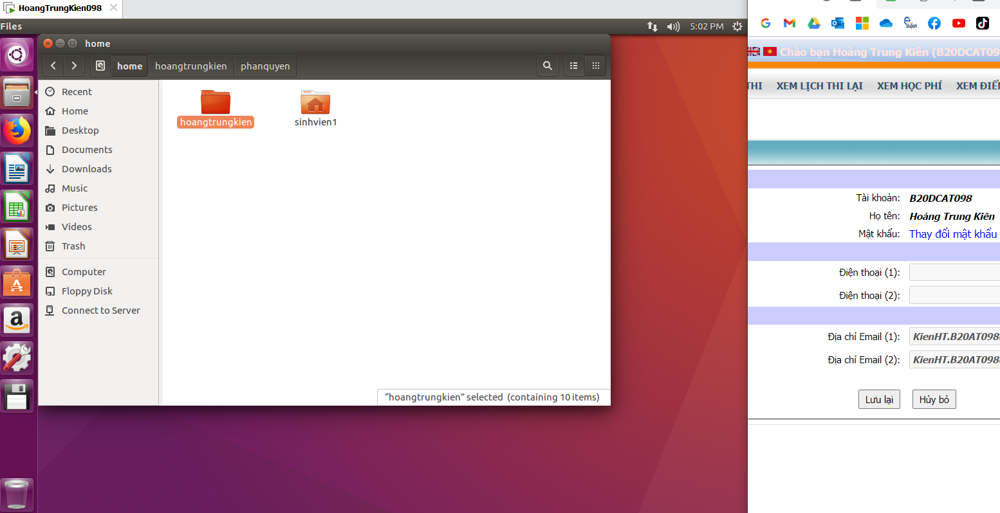 HoangTrungKien098
Files
5:02 PM
home
home hoangtrungkien phanquyen
Recent
Home
Desktop
Documents
Downloads
Music
Pictures
Videos
Trash
Computer
Floppy Disk
Connect to Server
hoangtrungkien
sinhvien1
“hoangtrungkien” selected (containing 10 items)
Chào bạn Hoàng Trung Kiên (B20DCAT09
THI XEM LỊCH THI LẠI XEM HỌC PHÍ XEM ĐIỂ
Tài khoản: B20DCAT098
Họ tên: Hoàng Trung Kiên
Mật khẩu: Thay đổi mật khẩu
Điện thoại (1):
Điện thoại (2):
Địa chỉ Email (1): KienHT.B20AT098
Địa chỉ Email (2): KienHT.B20AT098
Lưu lại Hủy bỏ